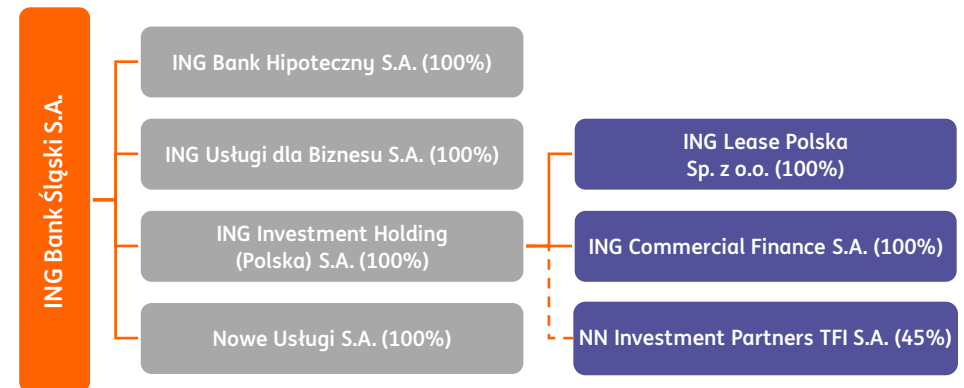 ING Bank Śląski S.A.
ING Bank Hipoteczny S.A. (100%)
ING Usługi dla Biznesu S.A. (100%)
ING Investment Holding
(Polska) S.A. (100%)
Nowe Usługi S.A. (100%)
ING Lease Polska
Sp. z o.o. (100%)
ING Commercial Finance S.A. (100%)
NN Investment Partners TFI S.A. (45%)